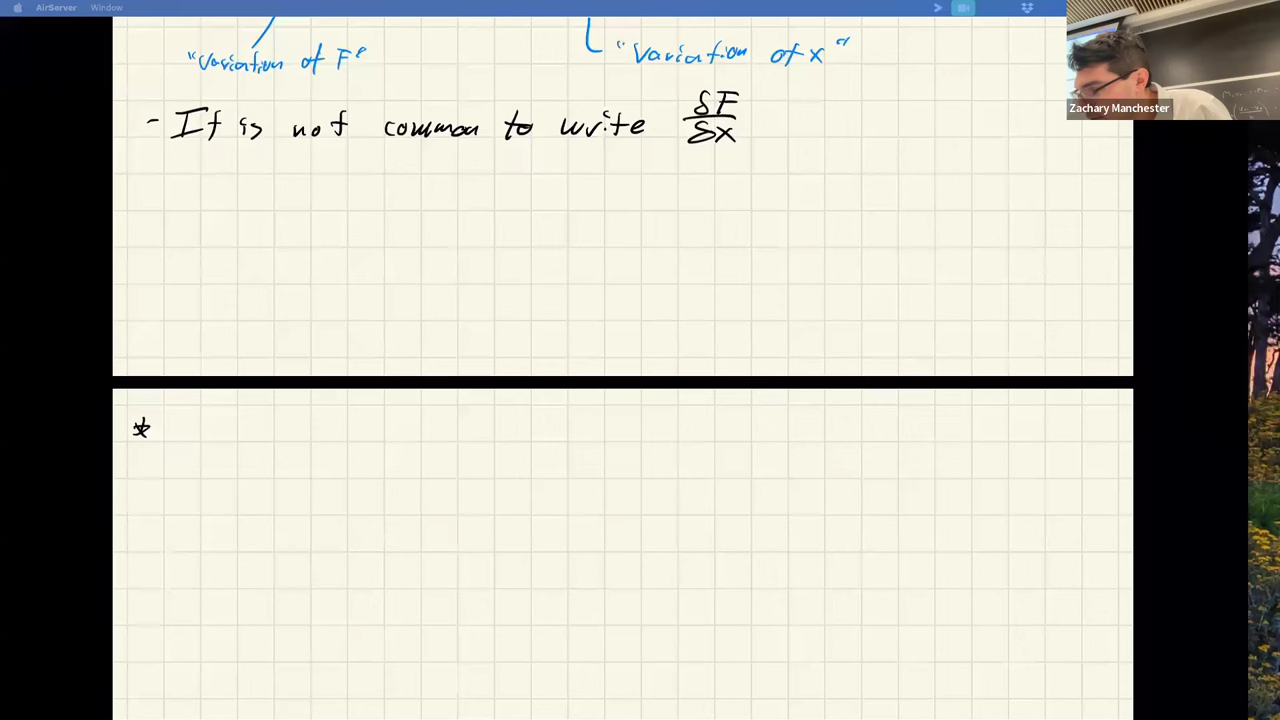 AirServer Window
"Variation of F"
"Variation of x"
Zachary Manchester
- It is not common to write δF/δx
*